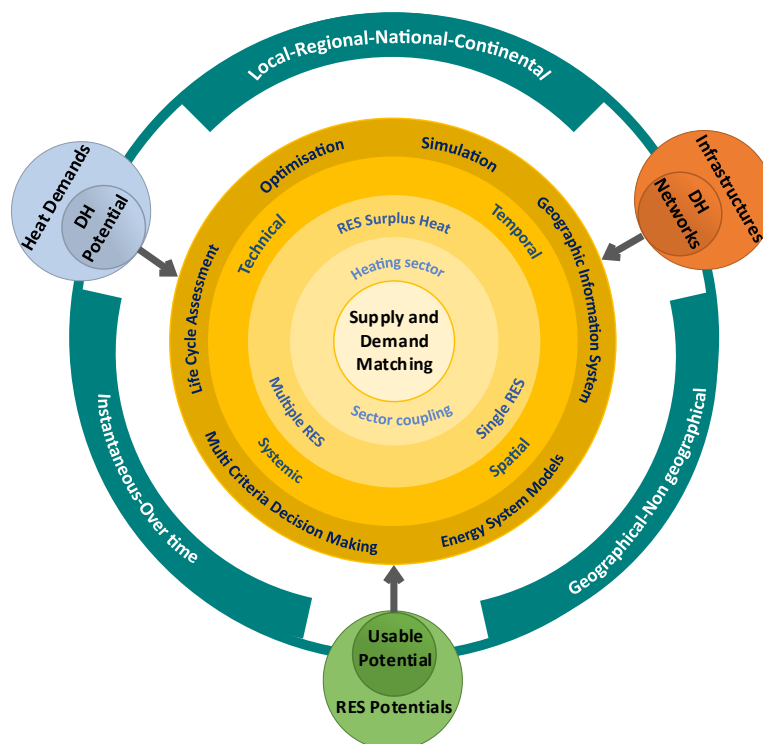 Local-Regional-National-Continental
Heat Demands
DH
Potential
Infrastructures
DH
Networks
Optimisation
Simulation
Geographic Information System
Life Cycle Assessment
Multi Criteria Decision Making
Energy System Models
Technical
Temporal
Systemic
Spatial
RES Surplus Heat
Multiple RES
Single RES
Heating sector
Sector coupling
Supply and
Demand
Matching
Instantaneous-Over time
Geographical-Non geographical
Usable
Potential
RES Potentials